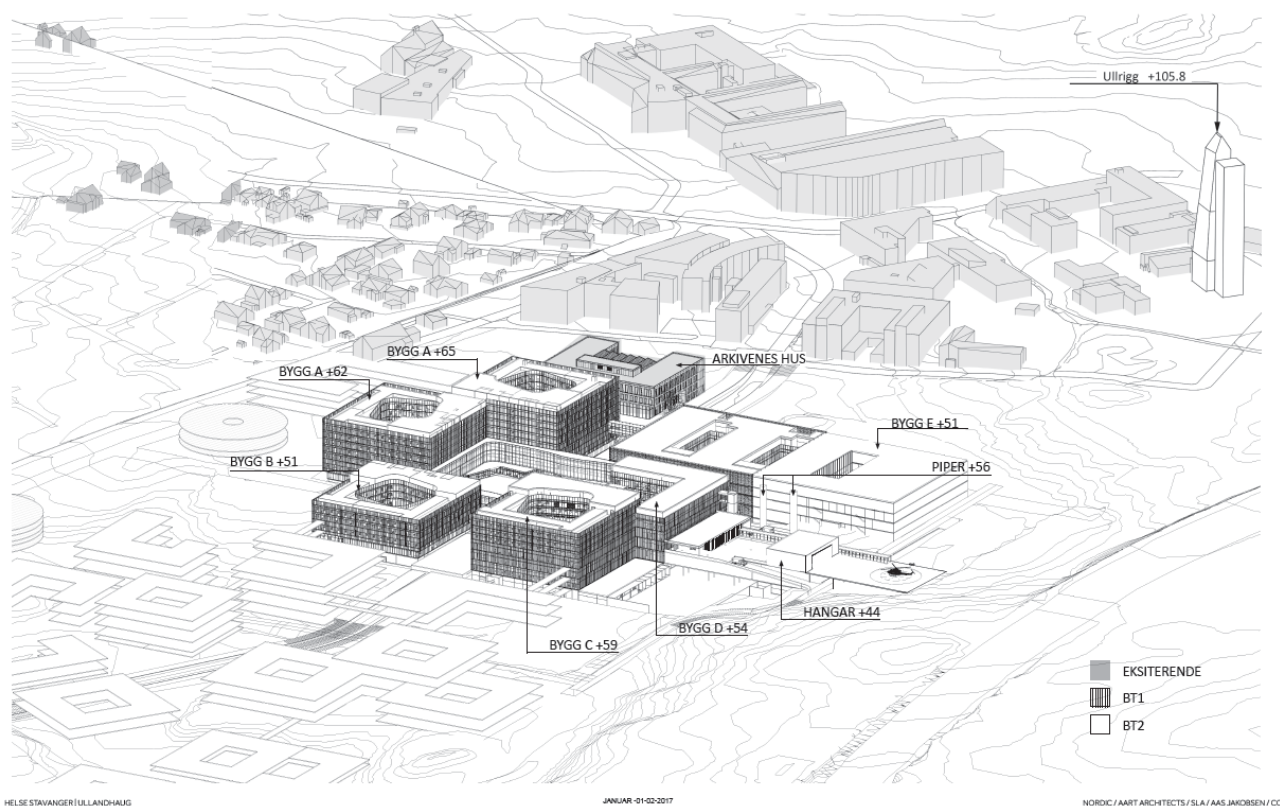 Ullrigg +105.8
BYGG A +65
ARKIVENES HUS
BYGG A +62
BYGG E +51
BYGG B +51
PIPER +56
HANGAR +44
BYGG D +54
BYGG C +59
EKSITERENDE
BT1
BT2
HELSE STAVANGER | ULLANDHAUG
JANUAR -01-02-2017
NORDIC / AART ARCHITECTS / SLA / AAS JAKOBSEN / CO